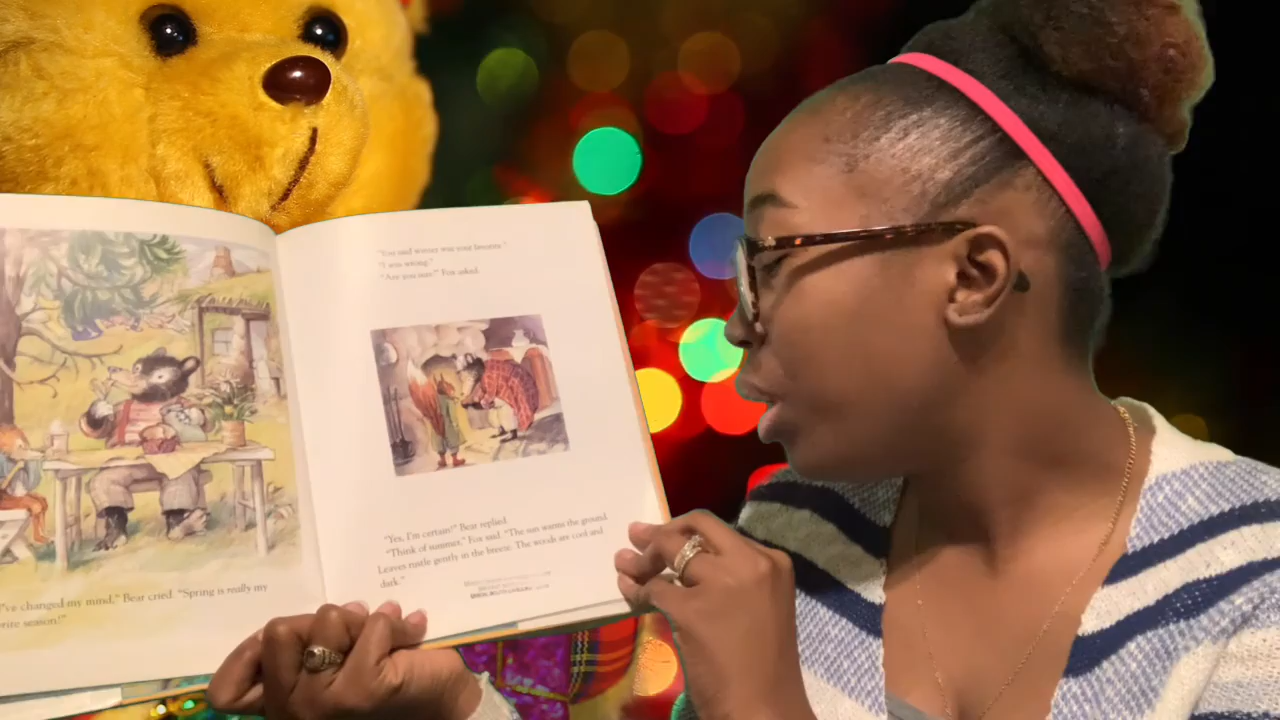 I've changed my mind," Bear cried. "Spring is really my
season!"
"You said winter was your favorite."
"I was wrong."
"Are you sure?" Fox asked.
"Yes, I'm certain!" Bear replied.
"Think of summer," Fox said. "The sun warms the ground.
Leaves rustle gently in the breeze. The woods are cool and
dark."